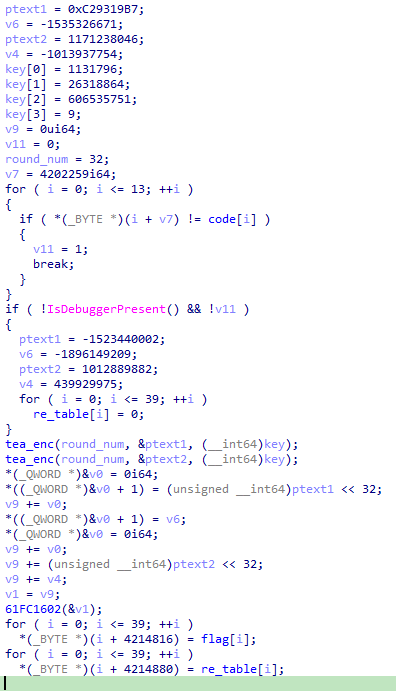 ptext1 = 0xC29319B7;
v6 = -1535326671;
ptext2 = 1171238046;
v4 = -1013937754;
key[0] = 1131796;
key[1] = 26318864;
key[2] = 606535751;
key[3] = 9;
v9 = 0ui64;
v11 = 0;
round_num = 32;
v7 = 4202259i64;
for ( i = 0; i <= 13; ++i )
{
if ( *(_BYTE *)(i + v7) != code[i] )
{
v11 = 1;
break;
}
}
if ( !IsDebuggerPresent() && !v11 )
{
ptext1 = -1523440002;
v6 = -1896149209;
ptext2 = 1012889882;
v4 = 439929975;
for ( i = 0; i <= 39; ++i )
re_table[i] = 0;
}
tea_enc(round_num, &ptext1, (__int64)key);
tea_enc(round_num, &ptext2, (__int64)key);
*(_QWORD *)&v0 = 0i64;
*((_QWORD *)&v0 + 1) = (unsigned __int64)ptext1 << 32;
v9 += v0;
*((_QWORD *)&v0 + 1) = v6;
*(_QWORD *)&v0 = 0i64;
v9 += v0;
v9 += (unsigned __int64)ptext2 << 32;
v9 += v4;
v1 = v9;
61FC1602(&v1);
for ( i = 0; i <= 39; ++i )
*(_BYTE *)(i + 4214816) = flag[i];
for ( i = 0; i <= 39; ++i )
*(_BYTE *)(i + 4214880) = re_table[i];